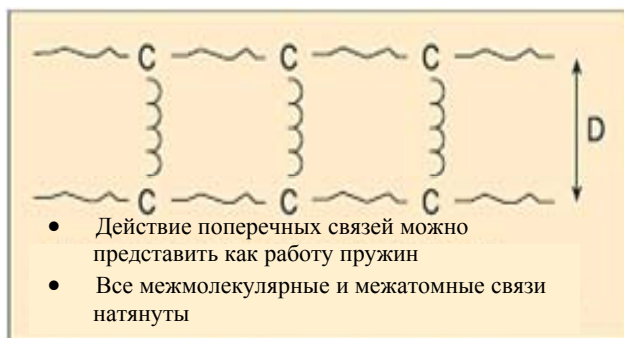 С С С
D
С С С
• Действие поперечных связей можно
представить как работу пружин
• Все межмолекулярные и межатомные связи
натянуты